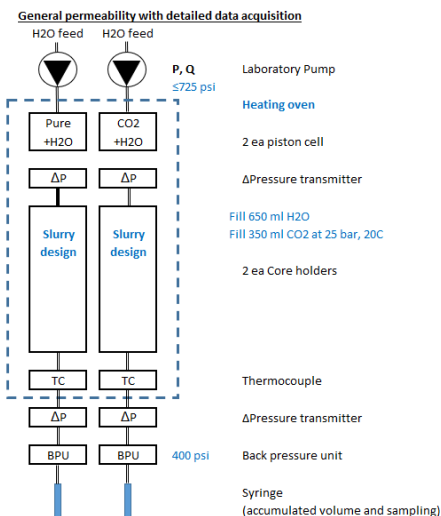 General permeability with detailed data acquisition
H2O feed H2O feed
P, Q Laboratory Pump
≤725 psi
Heating oven
Pure CO2
+H2O +H2O 2 ea piston cell
ΔP ΔP ΔPressure transmitter
Fill 650 ml H2O
Slurry Slurry Fill 350 ml CO2 at 25 bar, 20C
design design
2 ea Core holders
TC TC Thermocouple
ΔP ΔP ΔPressure transmitter
BPU BPU 400 psi Back pressure unit
Syringe
(accumulated volume and sampling)